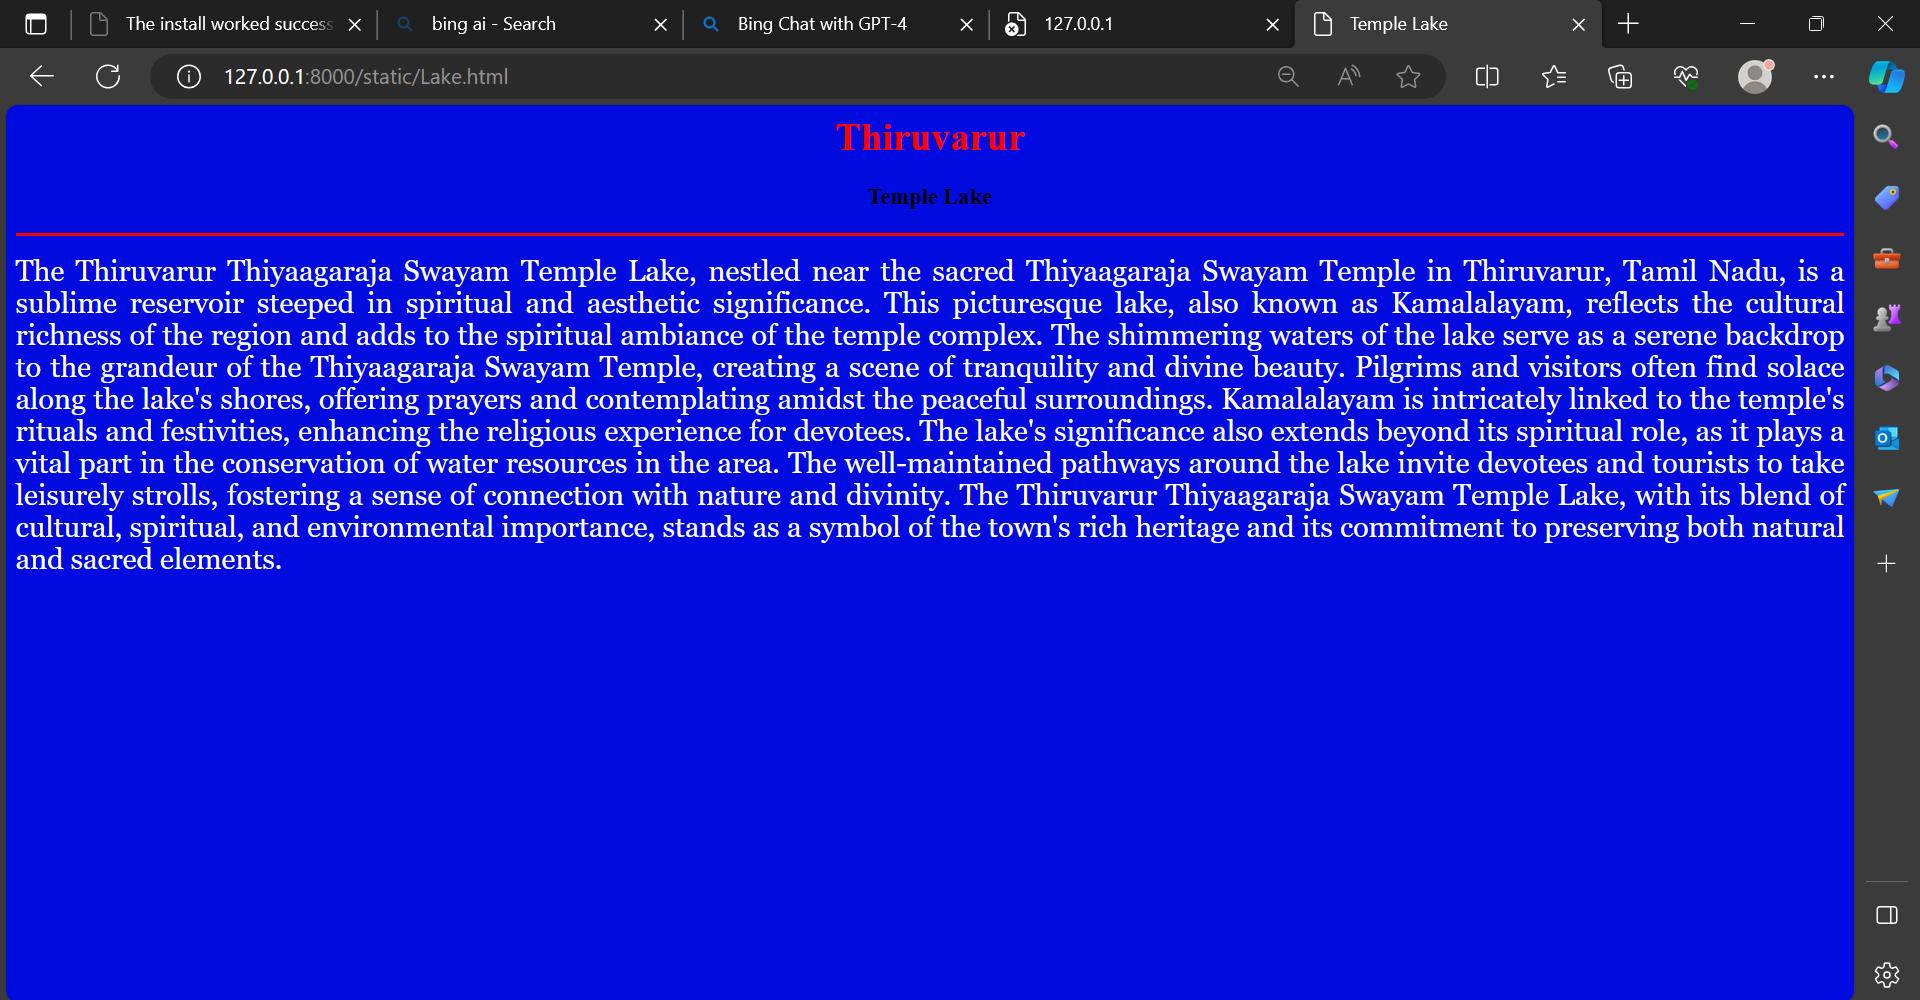 The install worked success
bing ai - Search
Bing Chat with GPT-4
127.0.0.1
Temple Lake
127.0.0.1:8000/static/Lake.html
Thiruvarur
Temple Lake
The Thiruvarur Thiyaagaraja Swayam Temple Lake, nestled near the sacred Thiyaagaraja Swayam Temple in Thiruvarur, Tamil Nadu, is a
sublime reservoir steeped in spiritual and aesthetic significance. This picturesque lake, also known as Kamalalayam, reflects the cultural
richness of the region and adds to the spiritual ambiance of the temple complex. The shimmering waters of the lake serve as a serene backdrop
to the grandeur of the Thiyaagaraja Swayam Temple, creating a scene of tranquility and divine beauty. Pilgrims and visitors often find solace
along the lake's shores, offering prayers and contemplating amidst the peaceful surroundings. Kamalalayam is intricately linked to the temple's
rituals and festivities, enhancing the religious experience for devotees. The lake's significance also extends beyond its spiritual role, as it plays a
vital part in the conservation of water resources in the area. The well-maintained pathways around the lake invite devotees and tourists to take
leisurely strolls, fostering a sense of connection with nature and divinity. The Thiruvarur Thiyaagaraja Swayam Temple Lake, with its blend of
cultural, spiritual, and environmental importance, stands as a symbol of the town's rich heritage and its commitment to preserving both natural
and sacred elements.